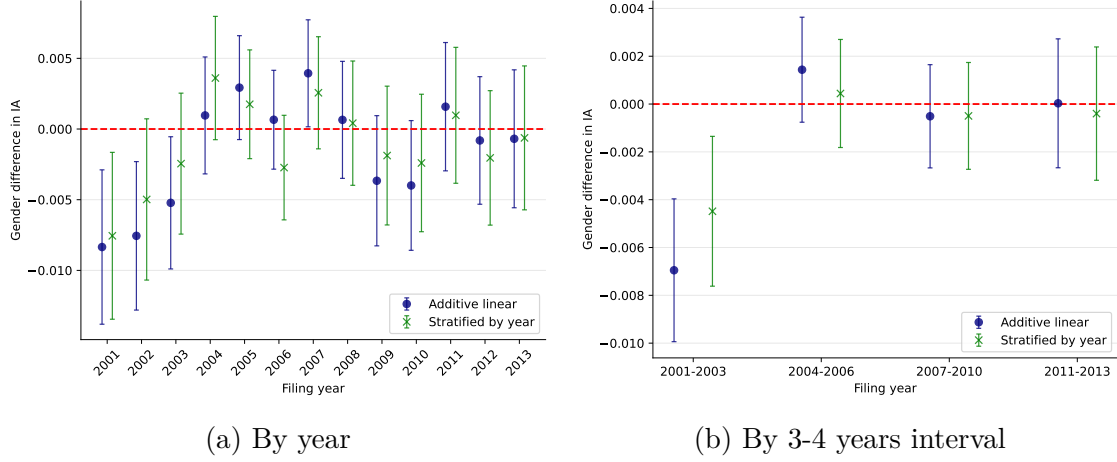 Gender difference in IA
0.005
0.000
−0.005
−0.010
Additive linear
Stratified by year
2001 2002 2003 2004 2005 2006 2007 2008 2009 2010 2011 2012 2013
Filing year
(a) By year
Gender difference in IA
0.004
0.002
0.000
−0.002
−0.004
−0.006
−0.008
−0.010
Additive linear
Stratified by year
2001-2003 2004-2006 2007-2010 2011-2013
Filing year
(b) By 3-4 years interval